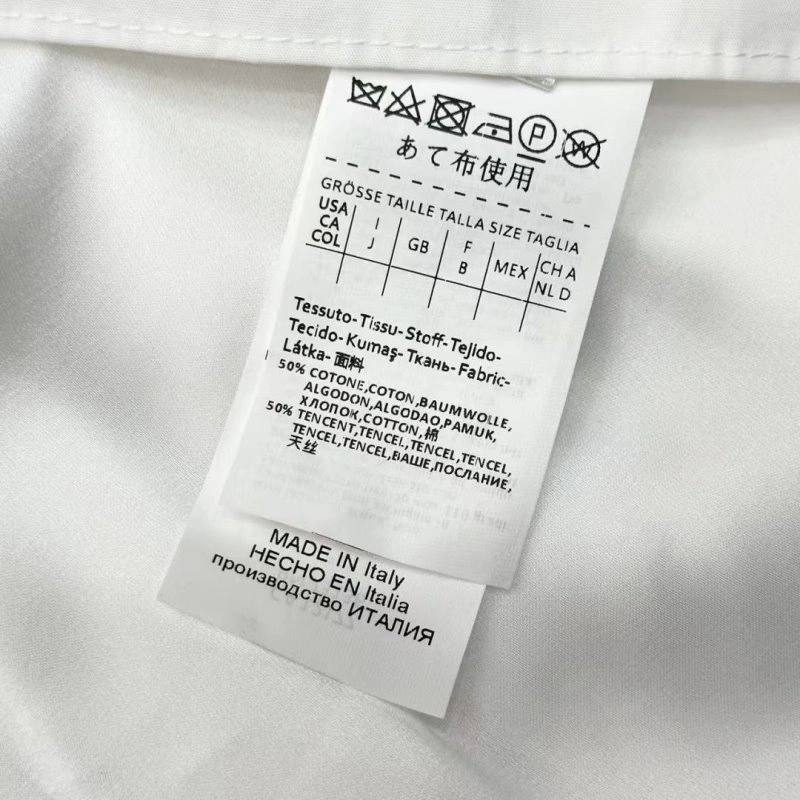 P W
あて布使用
GRÖSSE TAILLE TALLA SIZE TAGLIA
USA CA COL
I J
GB
F B
MEX
CH A NL D
Tessuto-Tissu-Stoff-Tejido-
Tecido-Kumaş-Ткань-Fabric-
Látka-面料
50% COTONE,COTON,BAUMWOLLE,
ALGODON,ALGODAO,PAMUK,
ХЛОПОК,COTTON,棉
50% TENCENT,TENCEL,TENCEL,TENCEL,
TENCEL,TENCEL,ВАШЕ,ПОСЛАНИЕ,
天丝
MADE IN Italy
HECHO EN Italia
производство ИТАЛИЯ